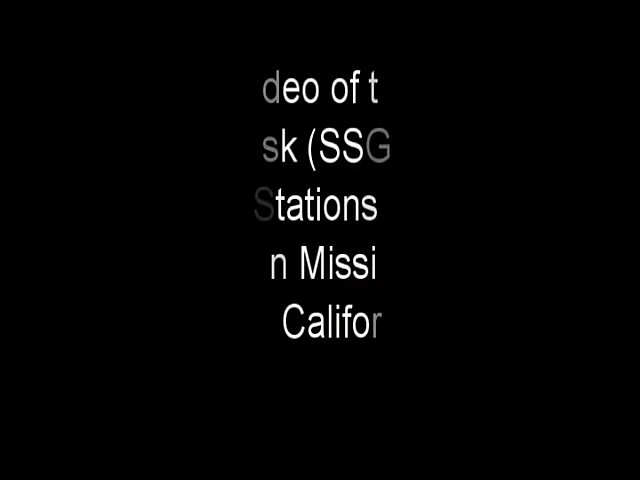 deo of t
sk (SSG
Stations
n Missi
Califor